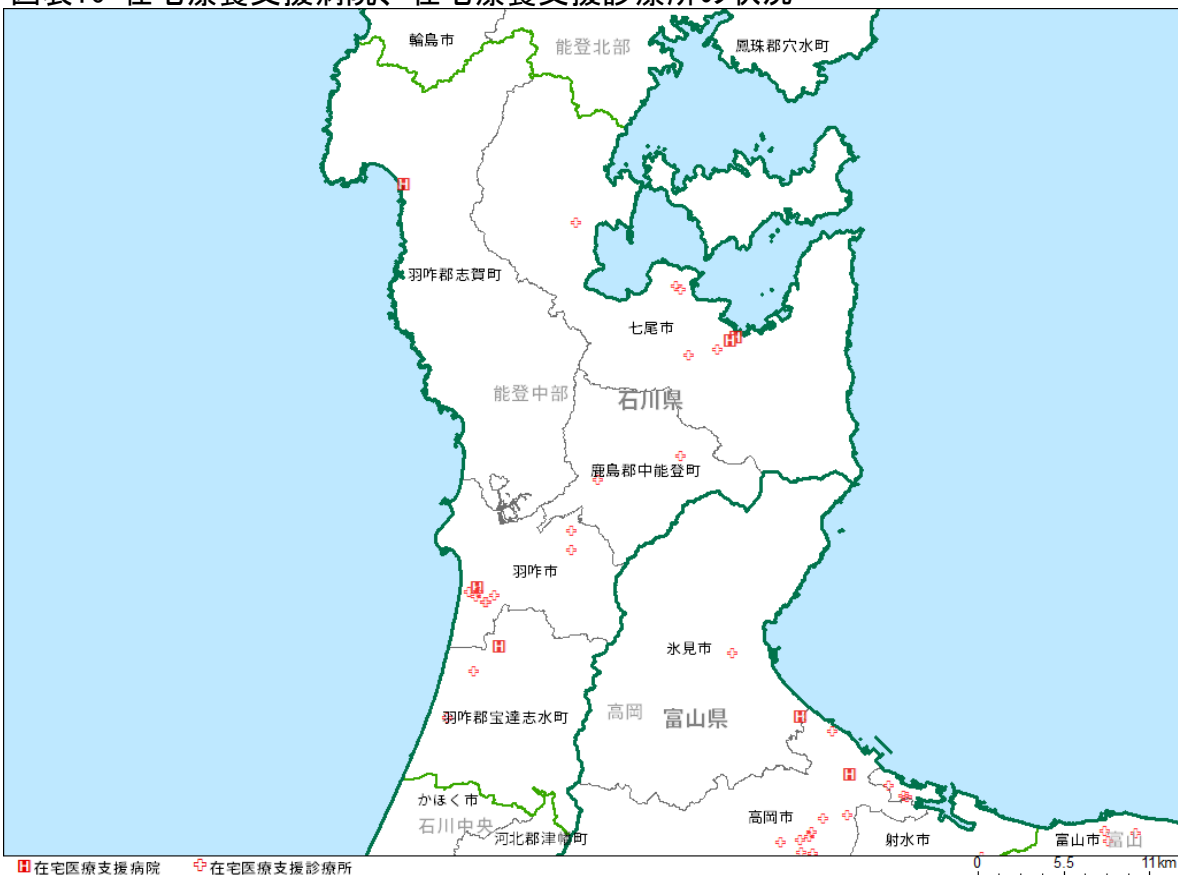 輪島市
能登北部
鳳珠郡穴水町
羽咋郡志賀町
七尾市
能登中部
石川県
鹿島郡中能登町
羽咋市
氷見市
羽咋郡宝達志水町
高岡
富山県
かほく市
石川中央
河北郡津幡町
高岡市
射水市
富山市
富山
H在宅医療支援病院
在宅医療支援診療所
0 5.5 11km